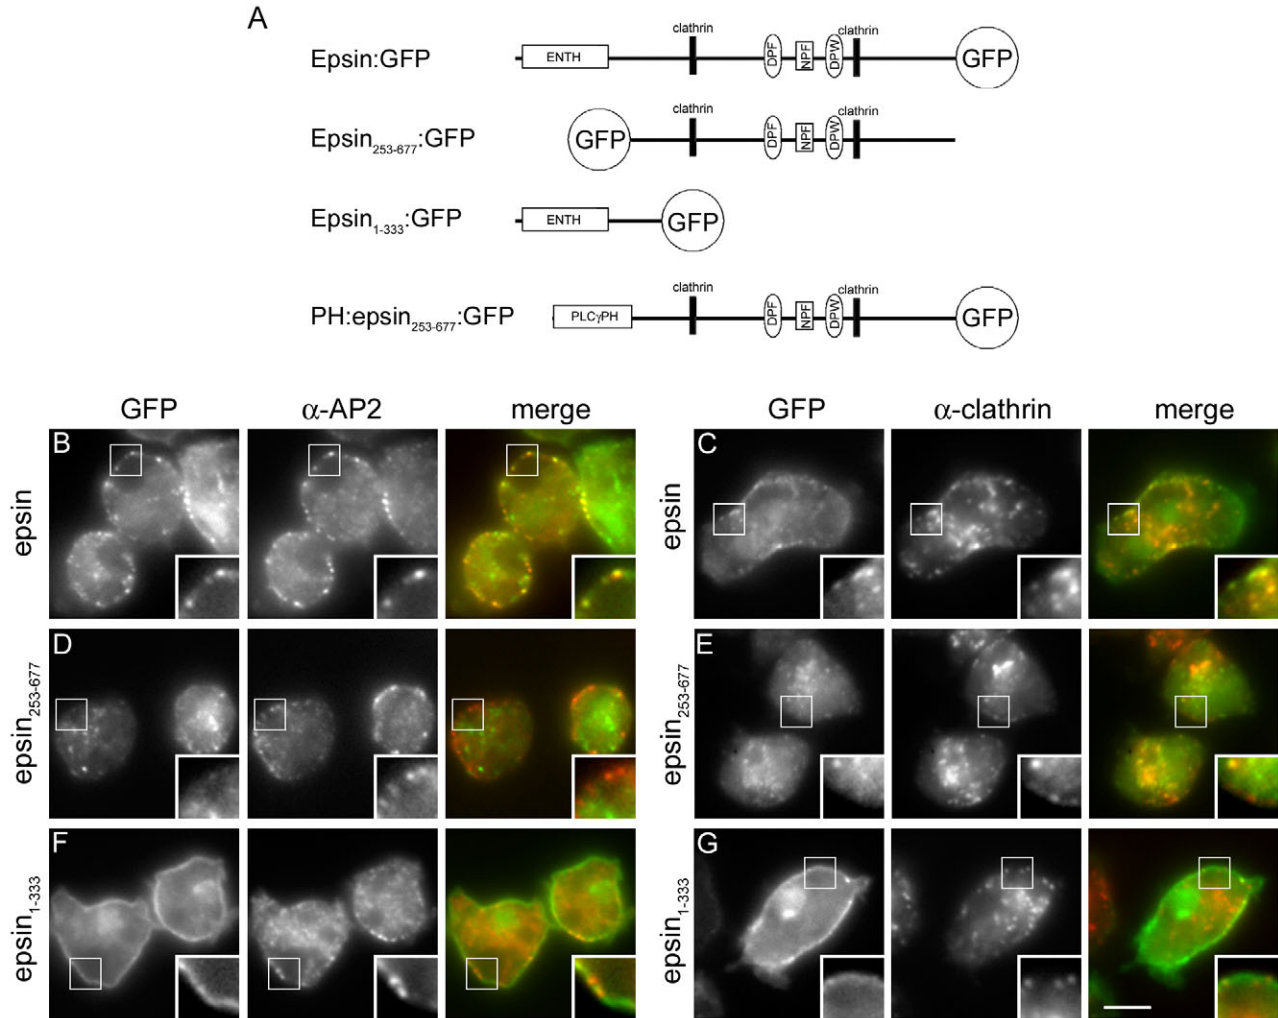 A
Epsin:GFP
ENTH
clathrin
DPF
NPF
DPW
clathrin
GFP
Epsin253-677:GFP
GFP
clathrin
DPF
NPF
DPW
clathrin
Epsin1-333:GFP
ENTH
GFP
PH:epsin253-677:GFP
PLCγPH
clathrin
DPF
NPF
DPW
clathrin
GFP
GFP
α-AP2
merge
GFP
α-clathrin
merge
epsin
B
epsin
C
epsin253-677
D
epsin253-677
E
epsin1-333
F
epsin1-333
G